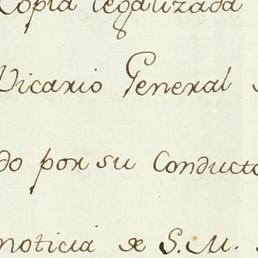 Copia legalizada
Vicario General
do por su Conducto
noticia de S. M.